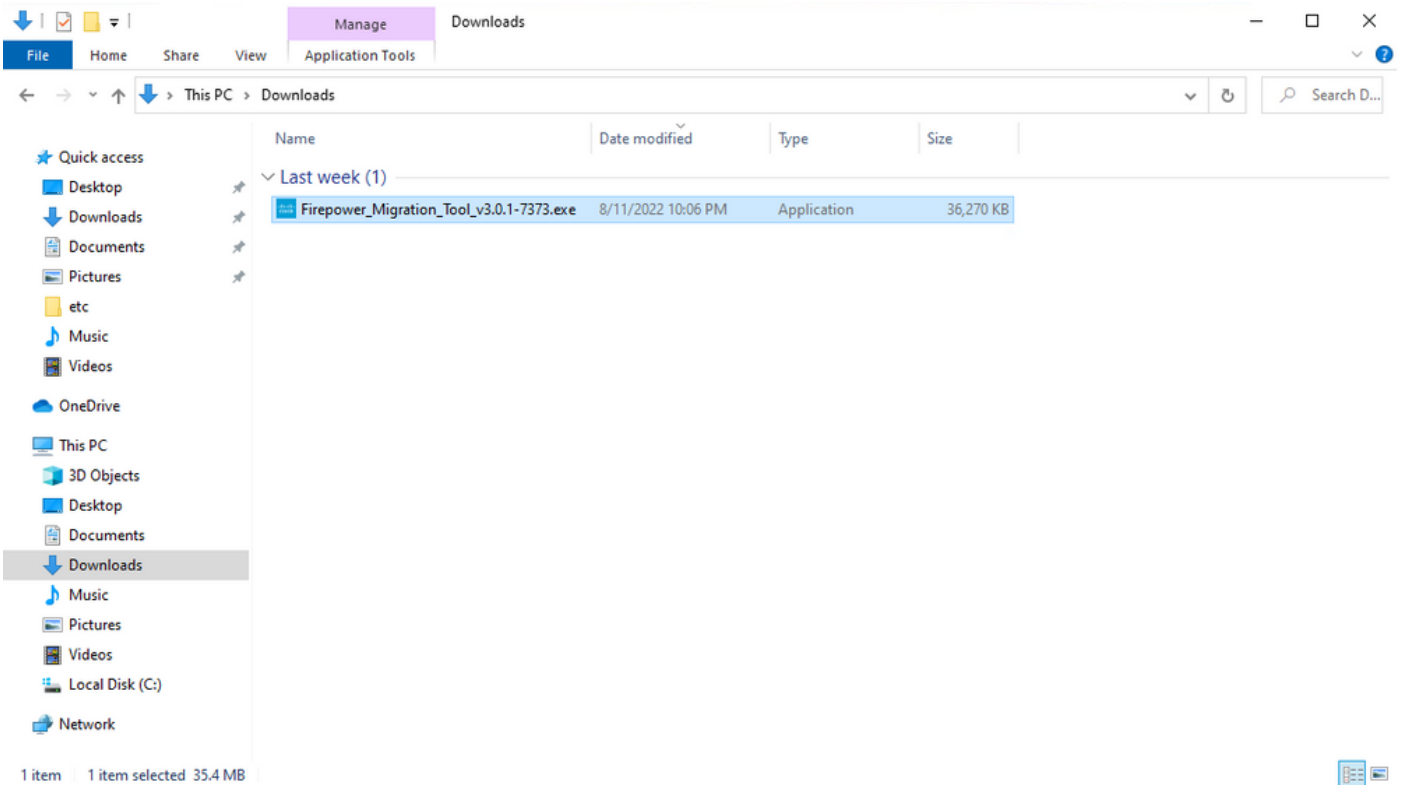 Manage Downloads
File Home Share View Application Tools
This PC > Downloads Search D...
Name Date modified Type Size
Quick access
Desktop
Downloads
Documents
Pictures
etc
Music
Videos
OneDrive
This PC
3D Objects
Desktop
Documents
Downloads
Music
Pictures
Videos
Local Disk (C:)
Network
Last week (1)
Firepower_Migration_Tool_v3.0.1-7373.exe 8/11/2022 10:06 PM Application 36,270 KB
1 item 1 item selected 35.4 MB